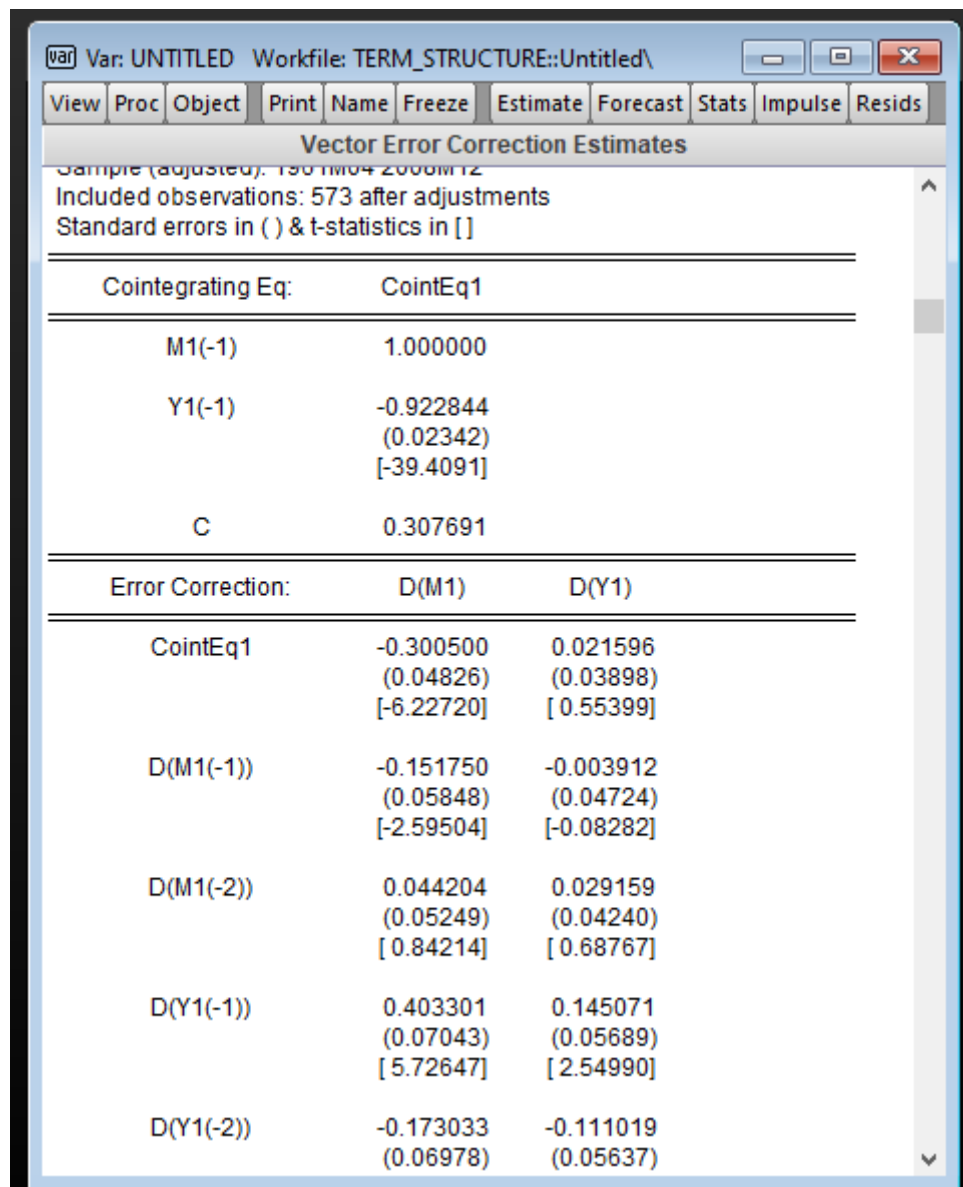 var Var: UNTITLED Workfile: TERM_STRUCTURE::Untitled\
View Proc Object Print Name Freeze Estimate Forecast Stats Impulse Resids
Vector Error Correction Estimates
Sample (adjusted): 1961M04 2008M12
Included observations: 573 after adjustments
Standard errors in ( ) & t-statistics in [ ]
Cointegrating Eq: CointEq1
M1(-1) 1.000000
Y1(-1) -0.922844
(0.02342)
[-39.4091]
C 0.307691
Error Correction: D(M1) D(Y1)
CointEq1 -0.300500 0.021596
(0.04826) (0.03898)
[-6.22720] [ 0.55399]
D(M1(-1)) -0.151750 -0.003912
(0.05848) (0.04724)
[-2.59504] [-0.08282]
D(M1(-2)) 0.044204 0.029159
(0.05249) (0.04240)
[ 0.84214] [ 0.68767]
D(Y1(-1)) 0.403301 0.145071
(0.07043) (0.05689)
[ 5.72647] [ 2.54990]
D(Y1(-2)) -0.173033 -0.111019
(0.06978) (0.05637)